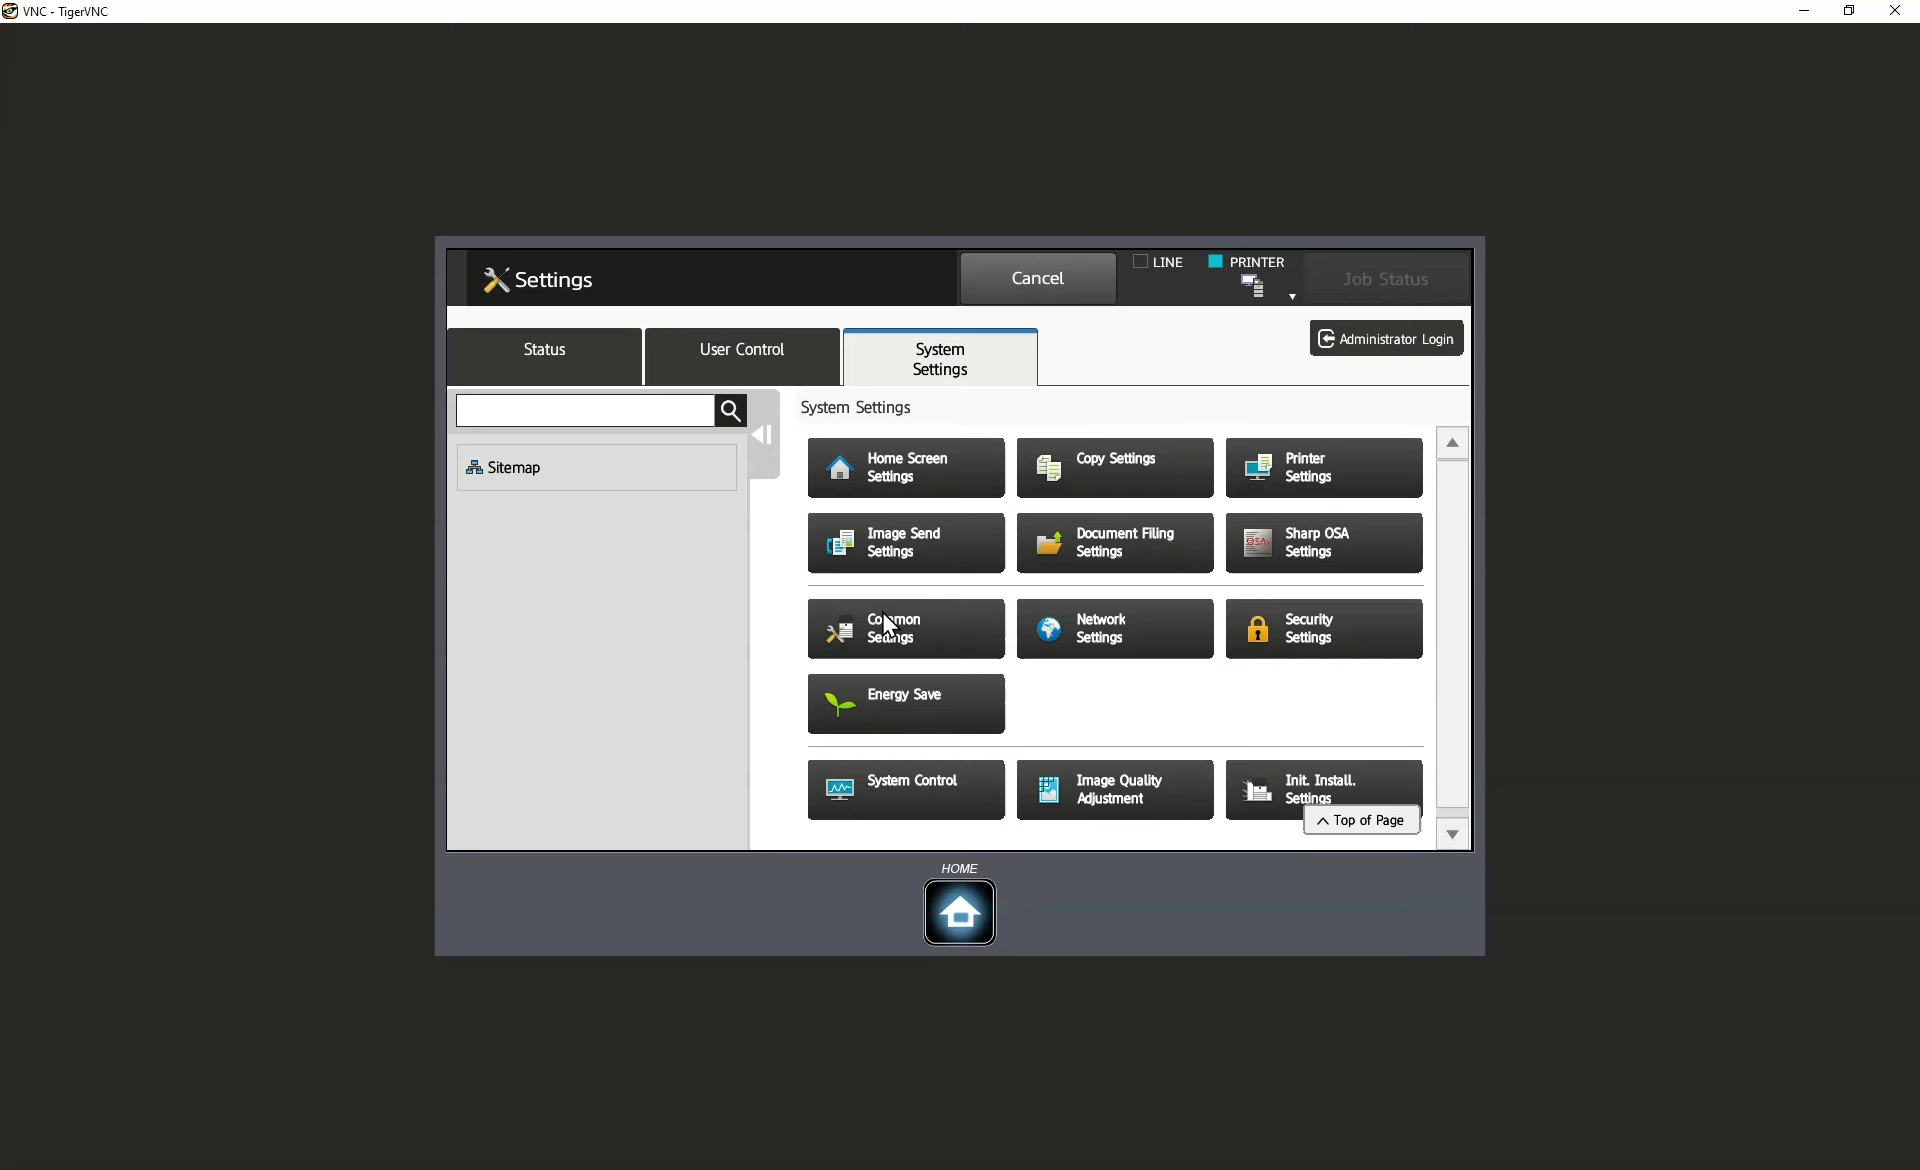 VNC - TigerVNC
Settings
Cancel
LINE
PRINTER
Job Status
Status
User Control
System
Settings
Administrator Login
System Settings
Sitemap
Home Screen
Settings
Copy Settings
Printer
Settings
Image Send
Settings
Document Filing
Settings
Sharp OSA
Settings
Common
Settings
Network
Settings
Security
Settings
Energy Save
System Control
Image Quality
Adjustment
Init. Install.
Settings
Top of Page
HOME